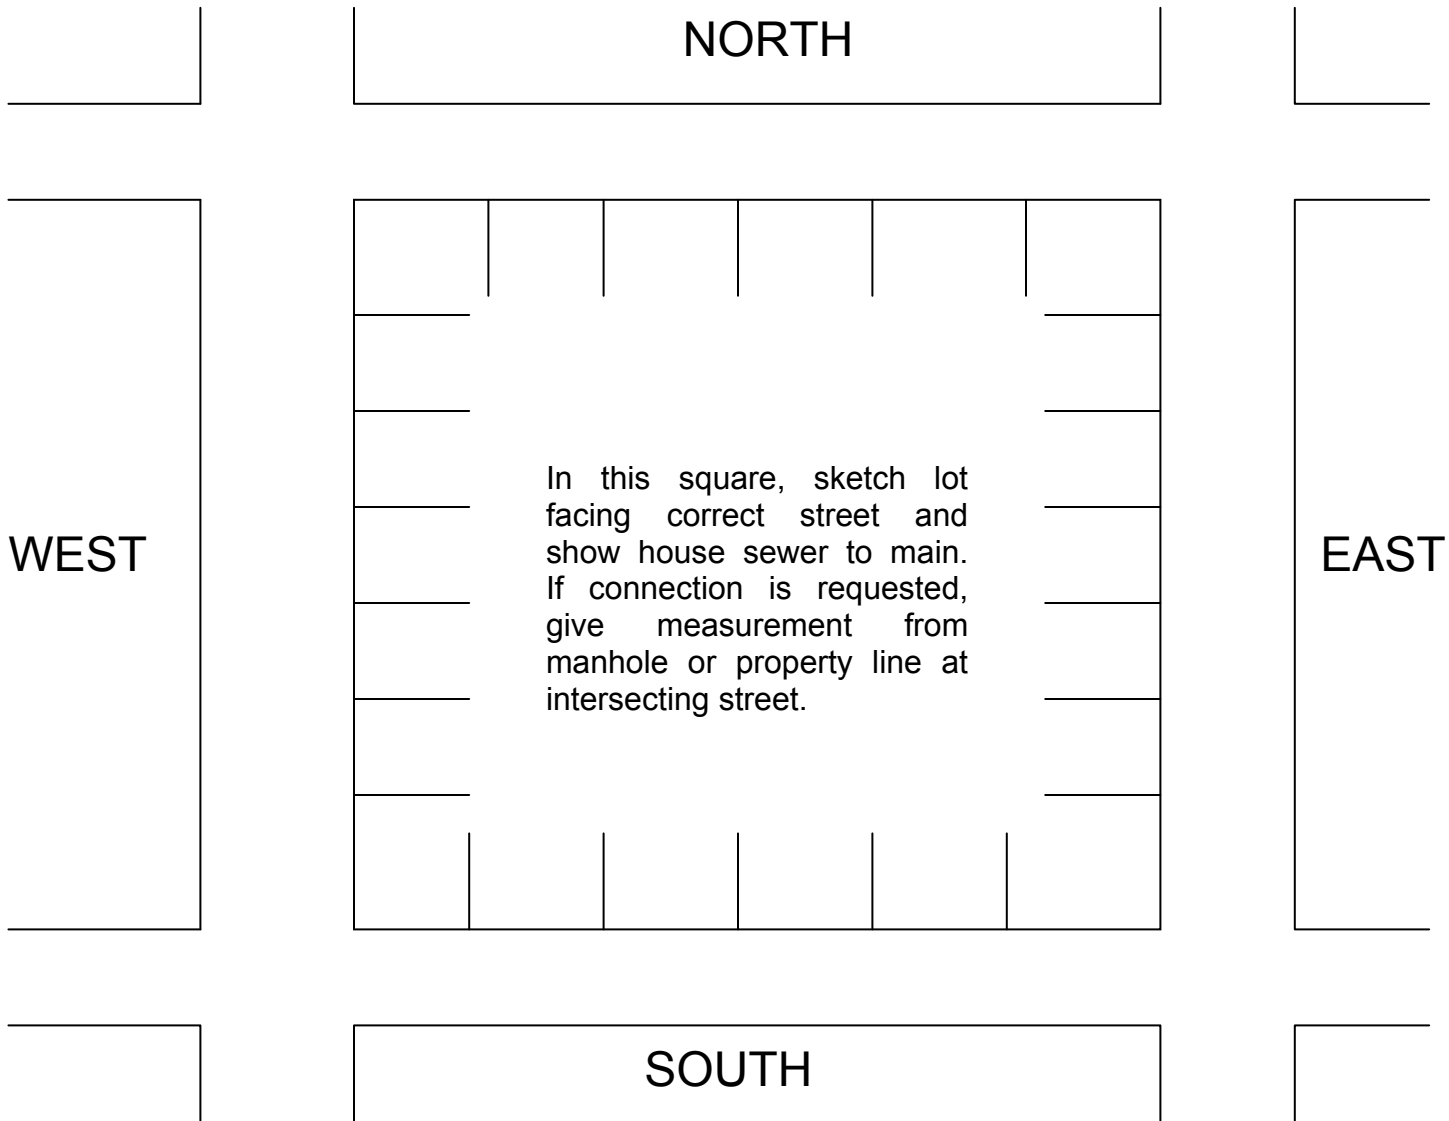 NORTH
In this square, sketch lot
facing correct street and
show house sewer to main.
WEST
EAST
If connection is requested,
give measurement from
manhole or property line at
intersecting street.
SOUTH